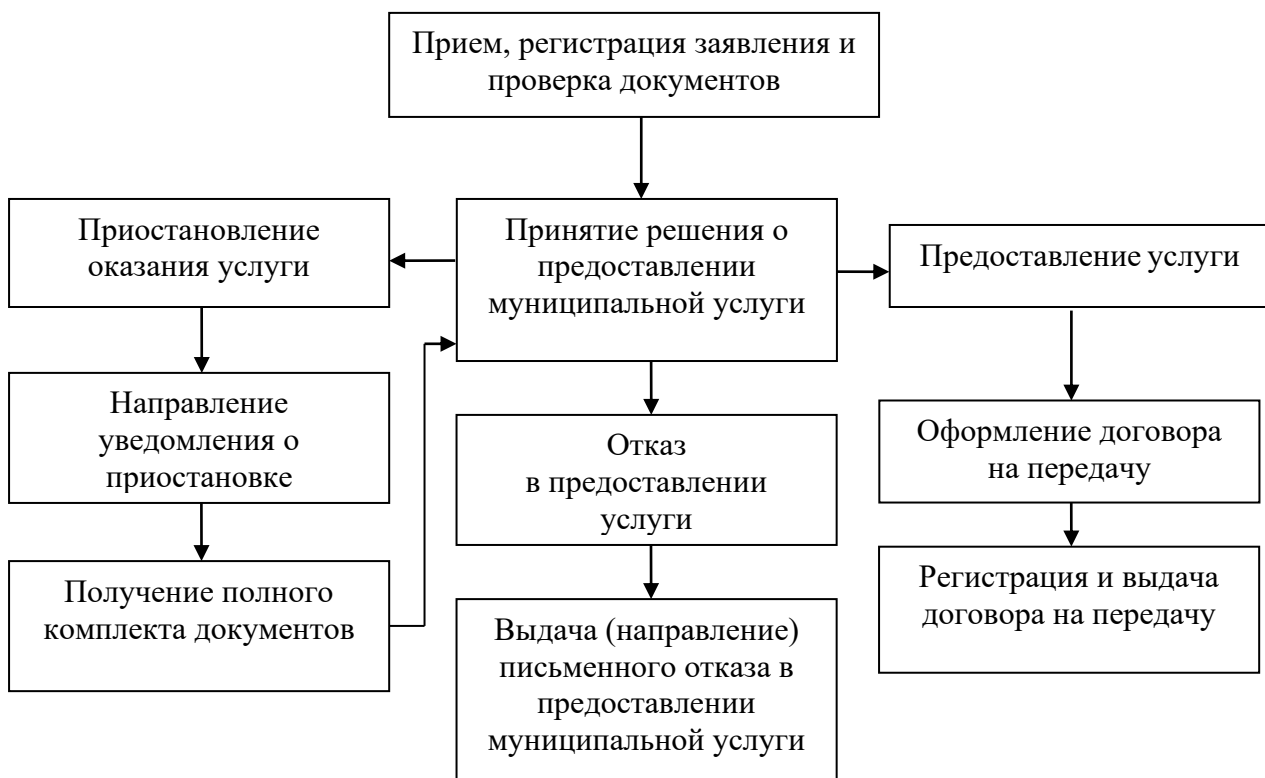 Прием, регистрация заявления и
проверка документов
Приостановление
оказания услуги
Принятие решения о
предоставлении
муниципальной услуги
Предоставление услуги
Направление
уведомления о
приостановке
Отказ
в предоставлении
услуги
Оформление договора
на передачу
Получение полного
комплекта документов
Выдача (направление)
письменного отказа в
предоставлении
муниципальной услуги
Регистрация и выдача
договора на передачу